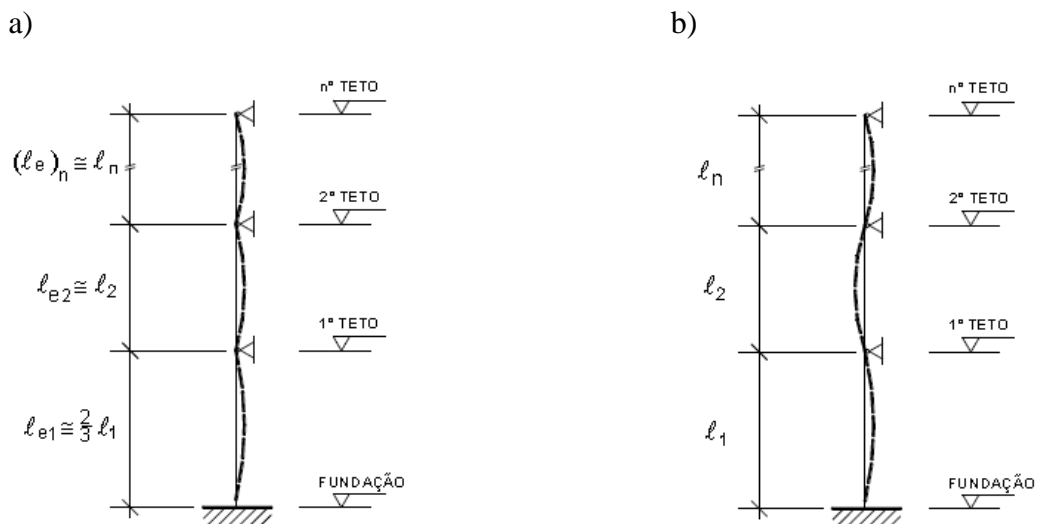 a)
nº TETO
(ℓe)n ≅ ℓn
2º TETO
ℓe2 ≅ ℓ2
1º TETO
ℓe1 ≅ 2/3 ℓ1
FUNDAÇÃO
b)
nº TETO
ℓn
2º TETO
ℓ2
1º TETO
ℓ1
FUNDAÇÃO